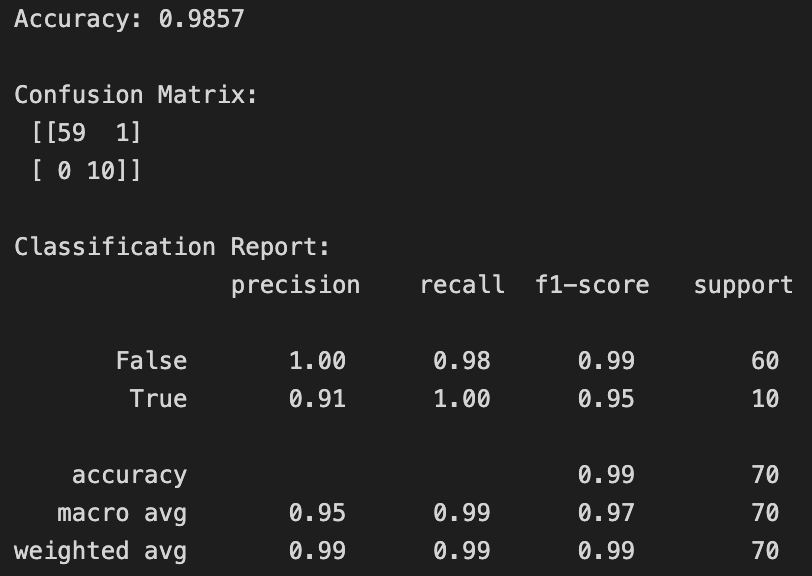 Accuracy: 0.9857
Confusion Matrix:
[[59  1]
[ 0 10]]
Classification Report:
precision    recall  f1-score   support
False       1.00      0.98      0.99        60
True       0.91      1.00      0.95        10
accuracy                           0.99        70
macro avg       0.95      0.99      0.97        70
weighted avg       0.99      0.99      0.99        70